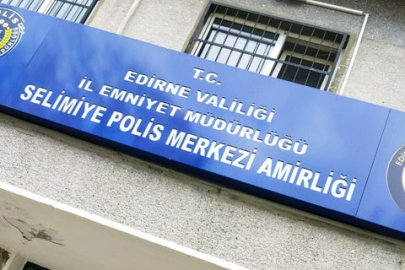 T.C.
EDİRNE VALİLİĞİ
İL EMNİYET MÜDÜRLÜĞÜ
SELİMİYE POLİS MERKEZİ AMİRLİĞİ